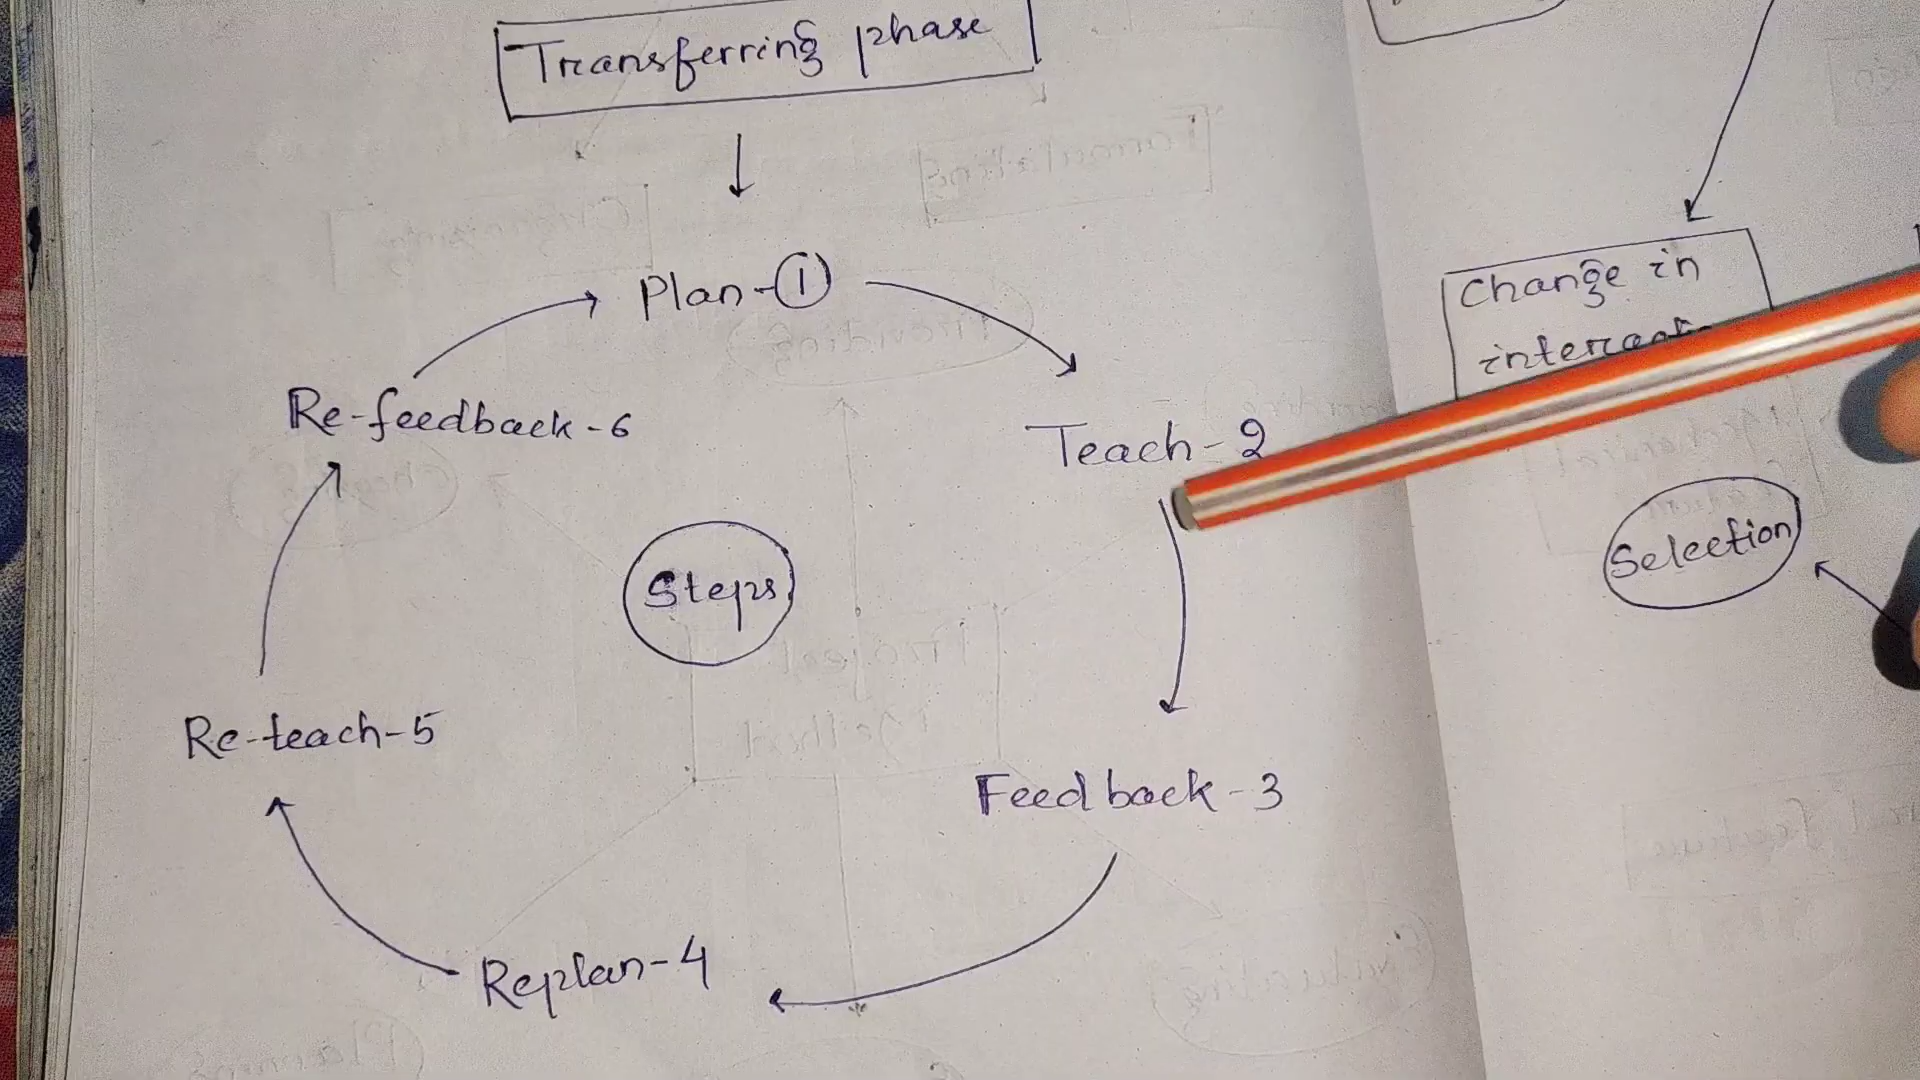 Transferring phase
Plan-①
Teach-2
Feedback-3
Replan-4
Re-teach-5
Re-feedback-6
Steps
Change in
Selection